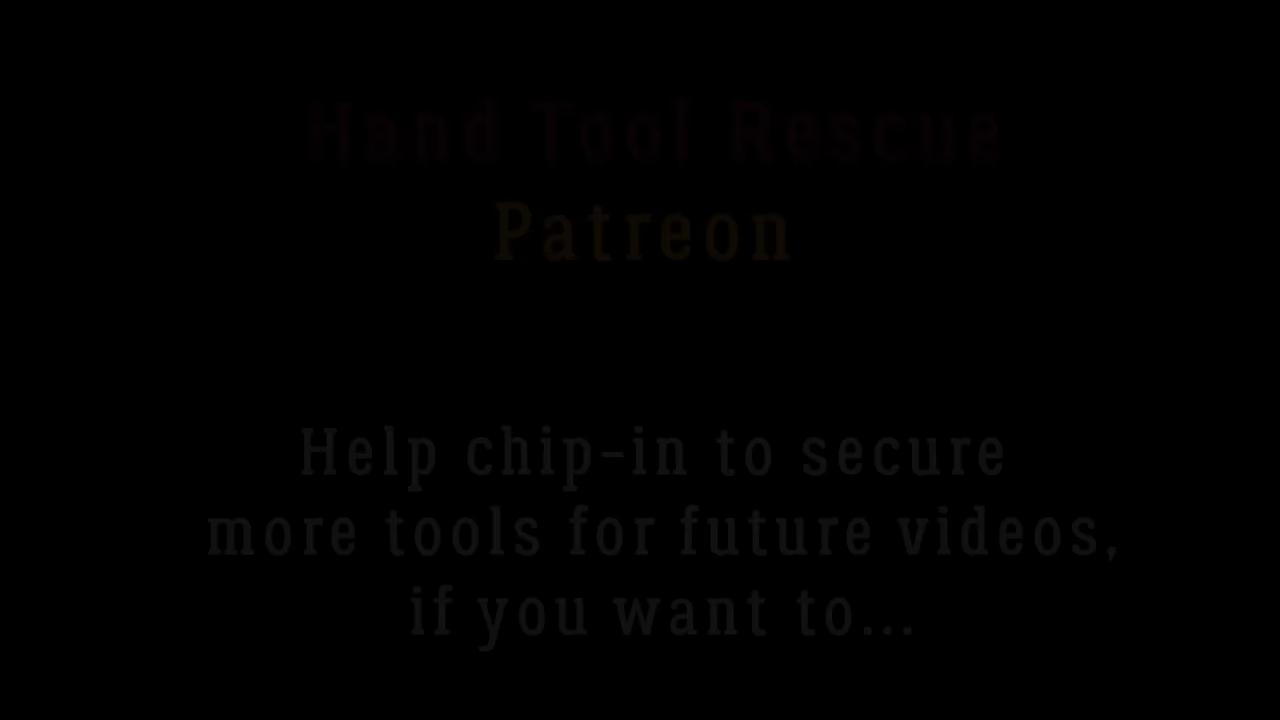 Hand Tool Rescue
Patreon
Help chip-in to secure
more tools for future videos,
if you want to...